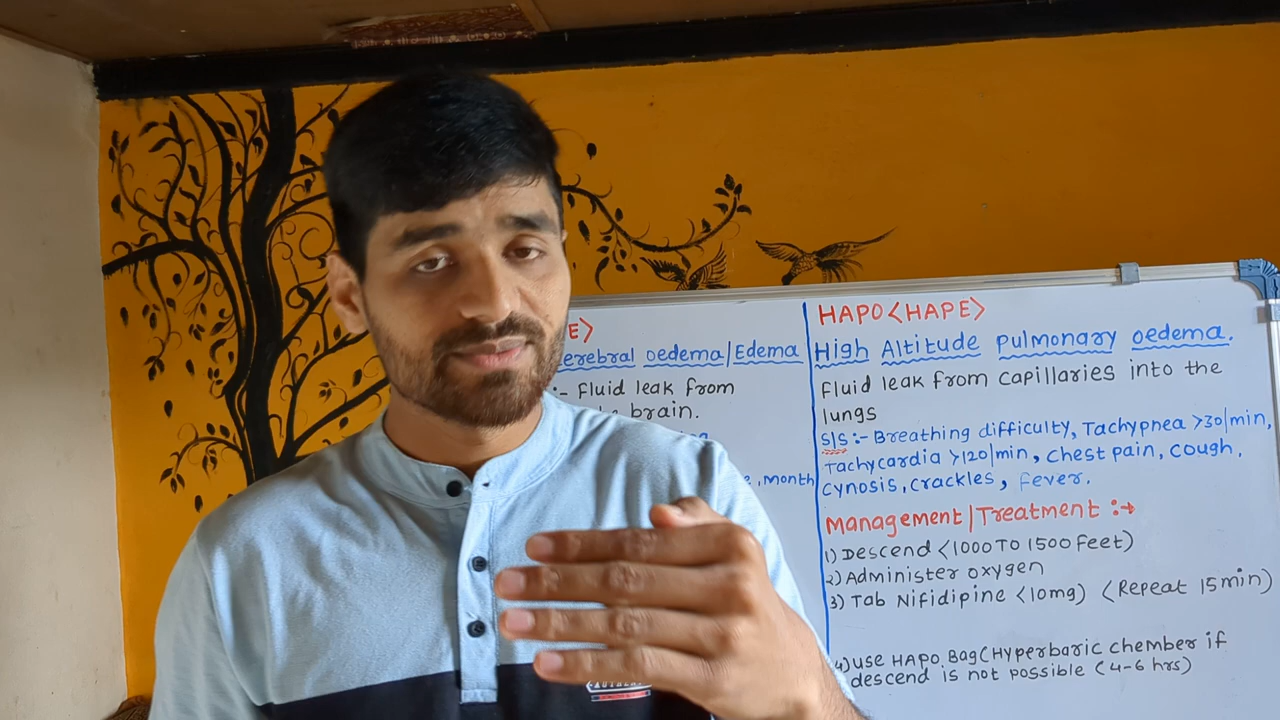 E>
erebral oedema/Edema
:- Fluid leak from
brain.
e, month
HAPO <HAPE>
High Altitude pulmonary oedema.
Fluid leak from capillaries into the
lungs
S/S:- Breathing difficulty, Tachypnea >30/min,
Tachycardia >120/min, chest pain, cough,
cynosis, crackles, fever.
Management/Treatment :→
1) Descend <1000 TO 1500 feet)
2) Administer oxygen
3) Tab Nifidipine <10mg) <Repeat 15min)
4) use HAPO Bag (Hyperbaric chember if
descend is not possible (4-6 hrs)